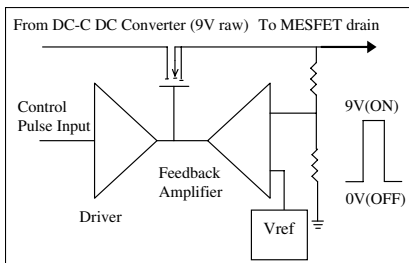 From DC-C DC Converter (9V raw) To MESFET drain
Control
Pulse Input
Driver
Feedback
Amplifier
Vref
9V(ON)
0V(OFF)